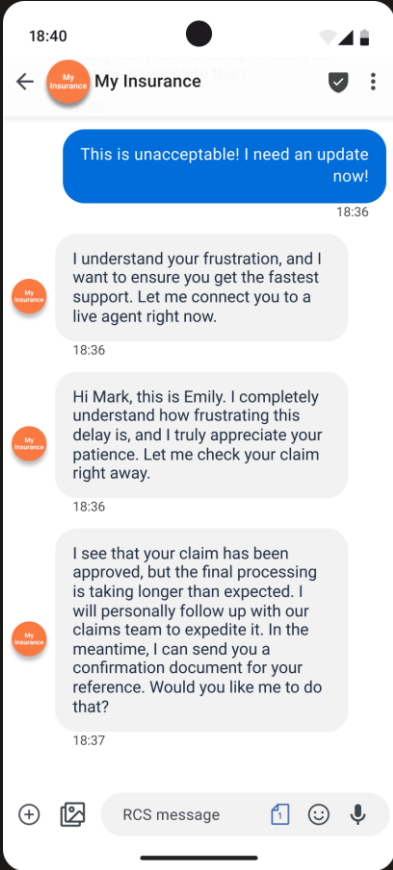 18:40
My
Insurance
My Insurance
This is unacceptable! I need an update
now!
18:36
I understand your frustration, and I
want to ensure you get the fastest
support. Let me connect you to a
live agent right now.
My
Insurance
18:36
Hi Mark, this is Emily. I completely
understand how frustrating this
delay is, and I truly appreciate your
patience. Let me check your claim
right away.
My
Insurance
18:36
I see that your claim has been
approved, but the final processing
is taking longer than expected. I
will personally follow up with our
claims team to expedite it. In the
meantime, I can send you a
confirmation document for your
reference. Would you like me to do
that?
My
Insurance
18:37
RCS message
1